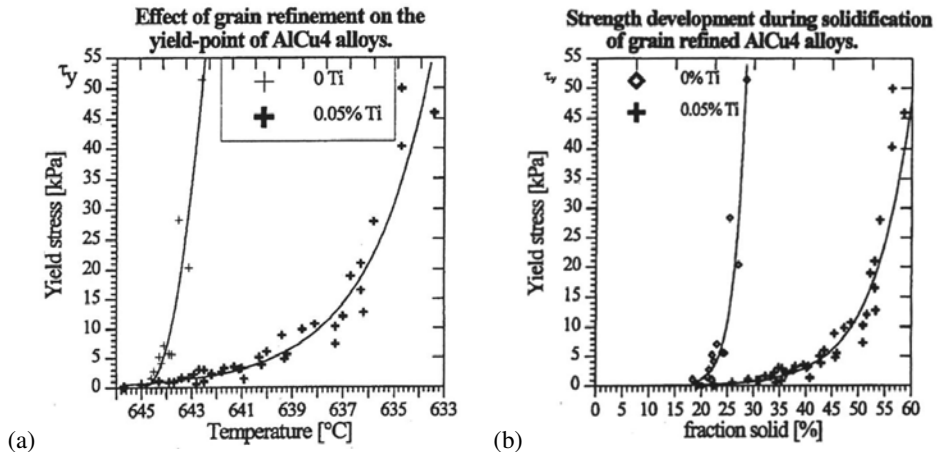 Effect of grain refinement on the
yield-point of AlCu4 alloys.
τy
55
50
45
40
35
30
25
20
15
10
5
0
Yield stress [kPa]
0 Ti
0.05% Ti
645
643
641
639
637
635
633
Temperature [°C]
(a)
Strength development during solidification
of grain refined AlCu4 alloys.
τy
55
50
45
40
35
30
25
20
15
10
5
0
Yield stress [kPa]
0% Ti
0.05% Ti
0
5
10
15
20
25
30
35
40
45
50
55
60
fraction solid [%]
(b)